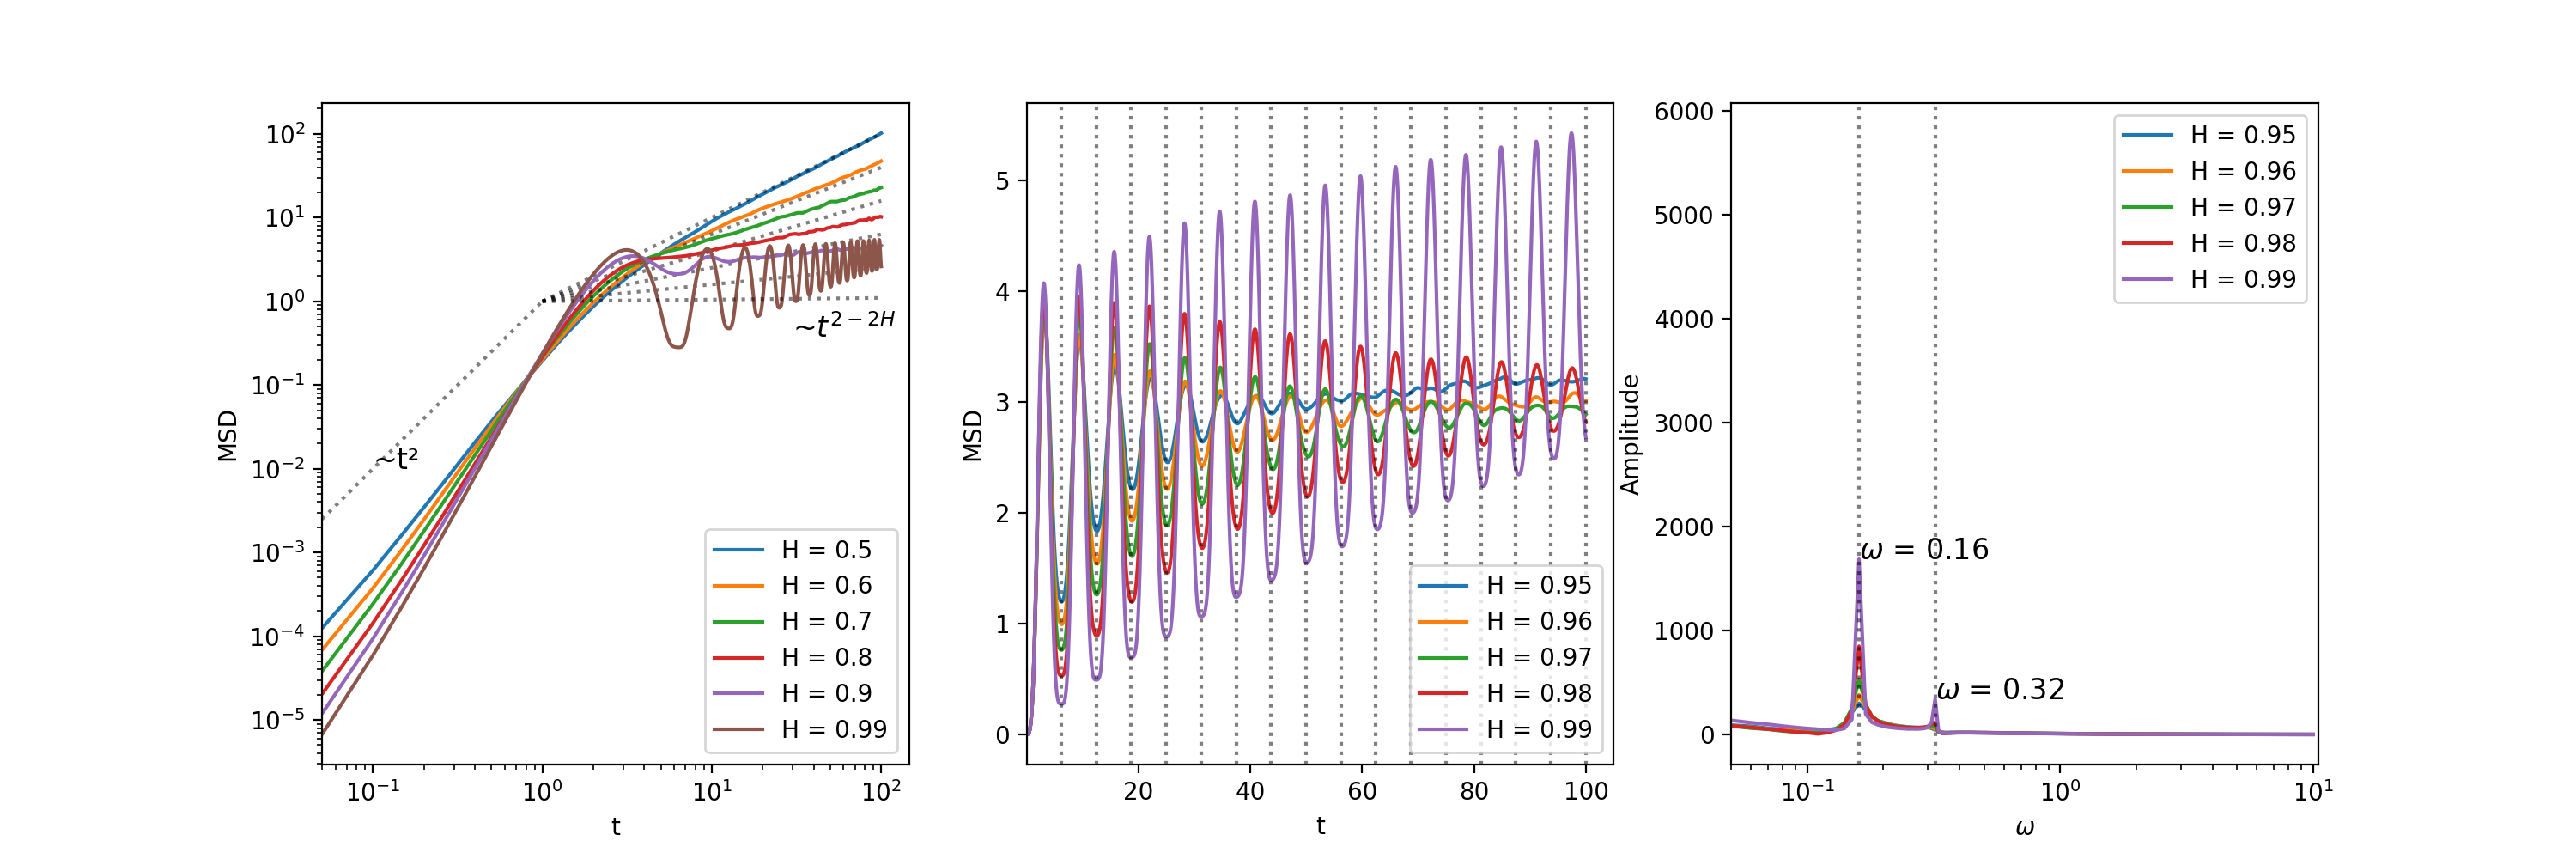 MSD
10²
10¹
10⁰
10⁻¹
10⁻²
10⁻³
10⁻⁴
10⁻⁵
~t²
~t²⁻²ᴴ
H = 0.5
H = 0.6
H = 0.7
H = 0.8
H = 0.9
H = 0.99
10⁻¹ 10⁰ 10¹ 10²
t
MSD
5
4
3
2
1
0
H = 0.95
H = 0.96
H = 0.97
H = 0.98
H = 0.99
20 40 60 80 100
t
Amplitude
6000
5000
4000
3000
2000
1000
0
H = 0.95
H = 0.96
H = 0.97
H = 0.98
H = 0.99
ω = 0.16
ω = 0.32
10⁻¹ 10⁰ 10¹
ω